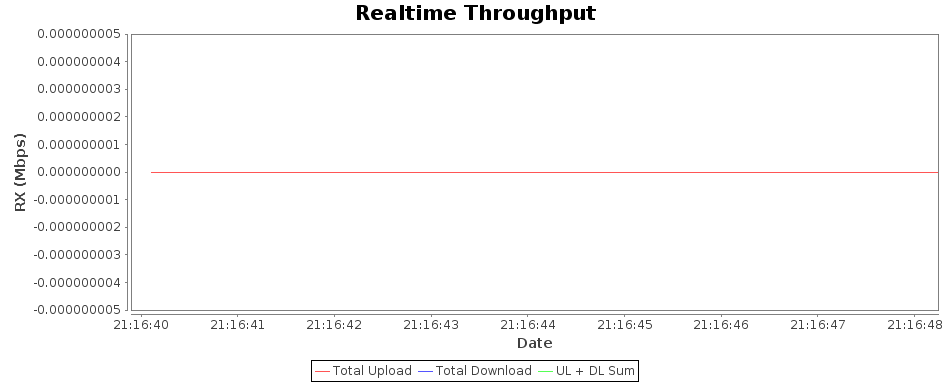 Realtime Throughput
RX (Mbps)
0.000000005
0.000000004
0.000000003
0.000000002
0.000000001
0.000000000
-0.000000001
-0.000000002
-0.000000003
-0.000000004
-0.000000005
21:16:40 21:16:41 21:16:42 21:16:43 21:16:44 21:16:45 21:16:46 21:16:47 21:16:48
Date
Total Upload Total Download UL + DL Sum